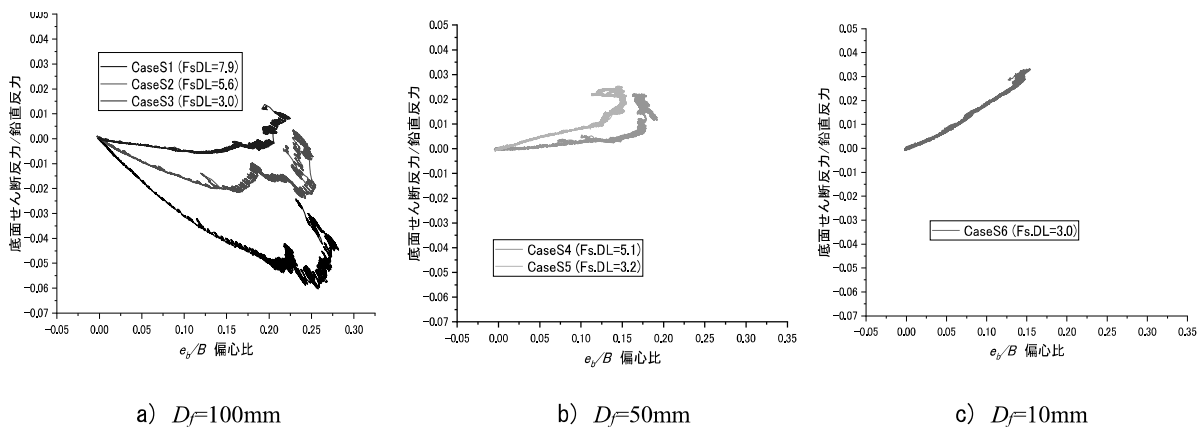 0.05
0.04
0.03
0.02
0.01
0.00
-0.01
-0.02
-0.03
-0.04
-0.05
-0.06
-0.07
底面せん断反力/鉛直反力
CaseS1 (FsDL=7.9)
CaseS2 (FsDL=5.6)
CaseS3 (FsDL=3.0)
-0.05 0.00 0.05 0.10 0.15 0.20 0.25 0.30
e_b/B 偏心比
a) D_f=100mm
0.05
0.04
0.03
0.02
0.01
0.00
-0.01
-0.02
-0.03
-0.04
-0.05
-0.06
-0.07
底面せん断反力/鉛直反力
CaseS4 (Fs.DL=5.1)
CaseS5 (Fs.DL=3.2)
-0.05 0.00 0.05 0.10 0.15 0.20 0.25 0.30 0.35
e_b/B 偏心比
b) D_f=50mm
0.05
0.04
0.03
0.02
0.01
0.00
-0.01
-0.02
-0.03
-0.04
-0.05
-0.06
-0.07
底面せん断反力/鉛直反力
CaseS6 (Fs.DL=3.0)
-0.05 0.00 0.05 0.10 0.15 0.20 0.25 0.30 0.35
e_b/B 偏心比
c) D_f=10mm